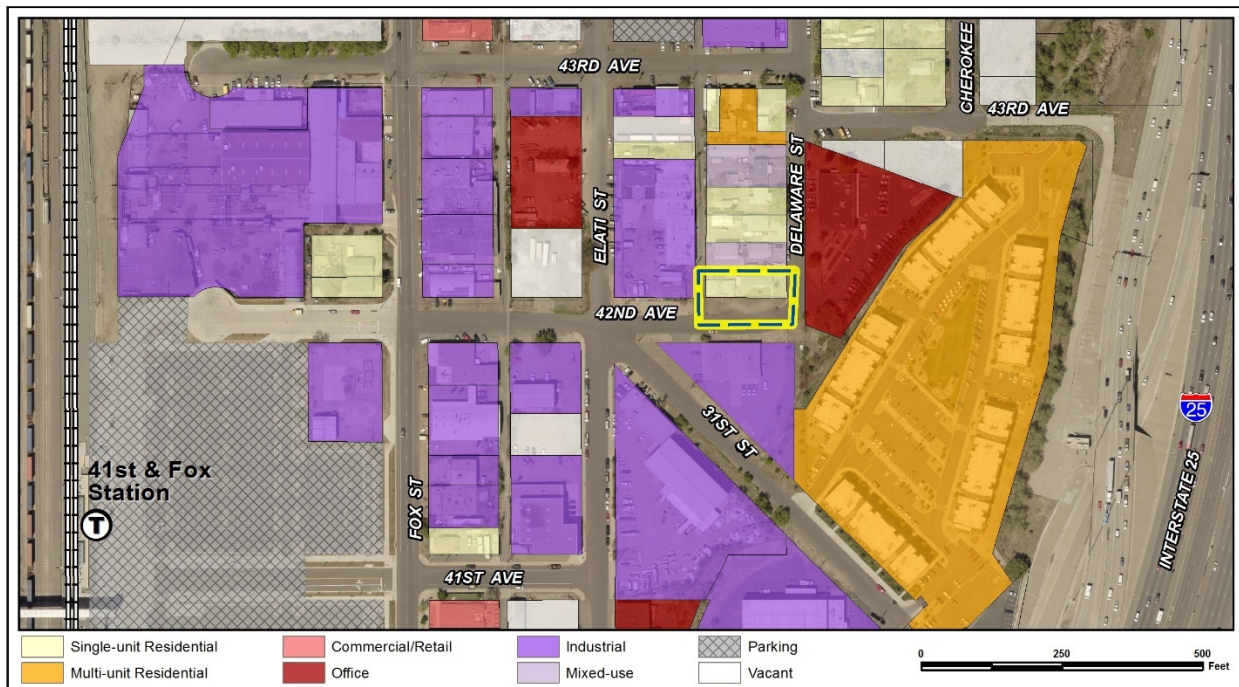 43RD AVE
CHEROKEE
43RD AVE
DELAWARE ST
ELATI ST
42ND AVE
31ST ST
25
INTERSTATE 25
41st & Fox
Station
T
FOX ST
41ST AVE
Single-unit Residential
Commercial/Retail
Industrial
Parking
Multi-unit Residential
Office
Mixed-use
Vacant
0 250 500
Feet